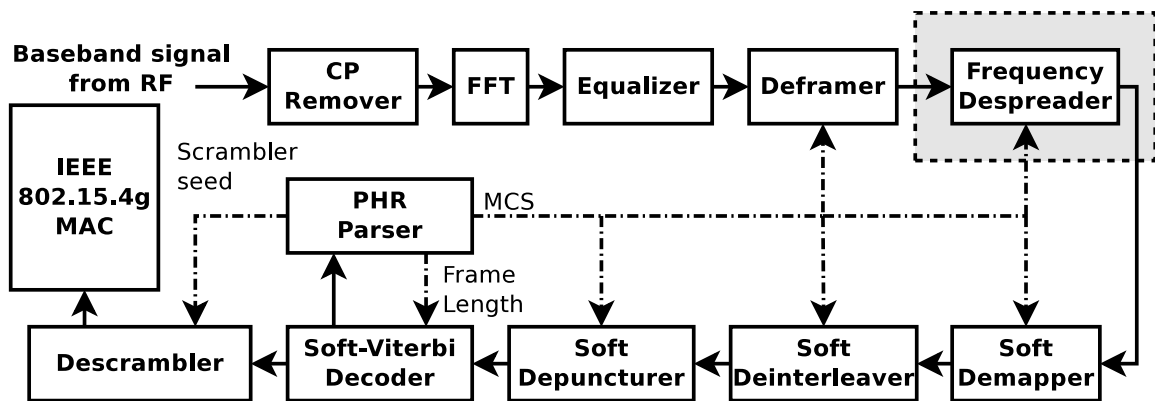 Baseband signal
from RF
CP
Remover
FFT
Equalizer
Deframer
Frequency
Despreader
IEEE
802.15.4g
MAC
Scrambler
seed
PHR
Parser
MCS
Frame
Length
Descrambler
Soft-Viterbi
Decoder
Soft
Depuncturer
Soft
Deinterleaver
Soft
Demapper